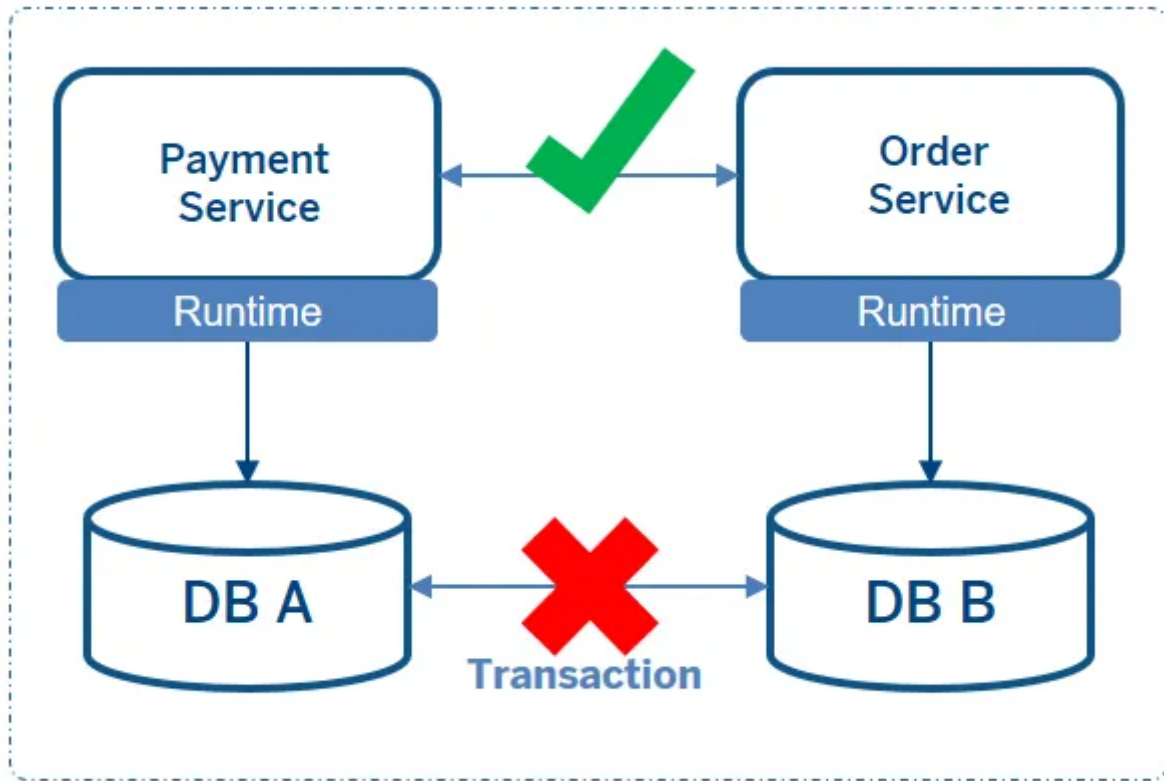 Payment
Service
Order
Service
Runtime
Runtime
DB A
DB B
Transaction